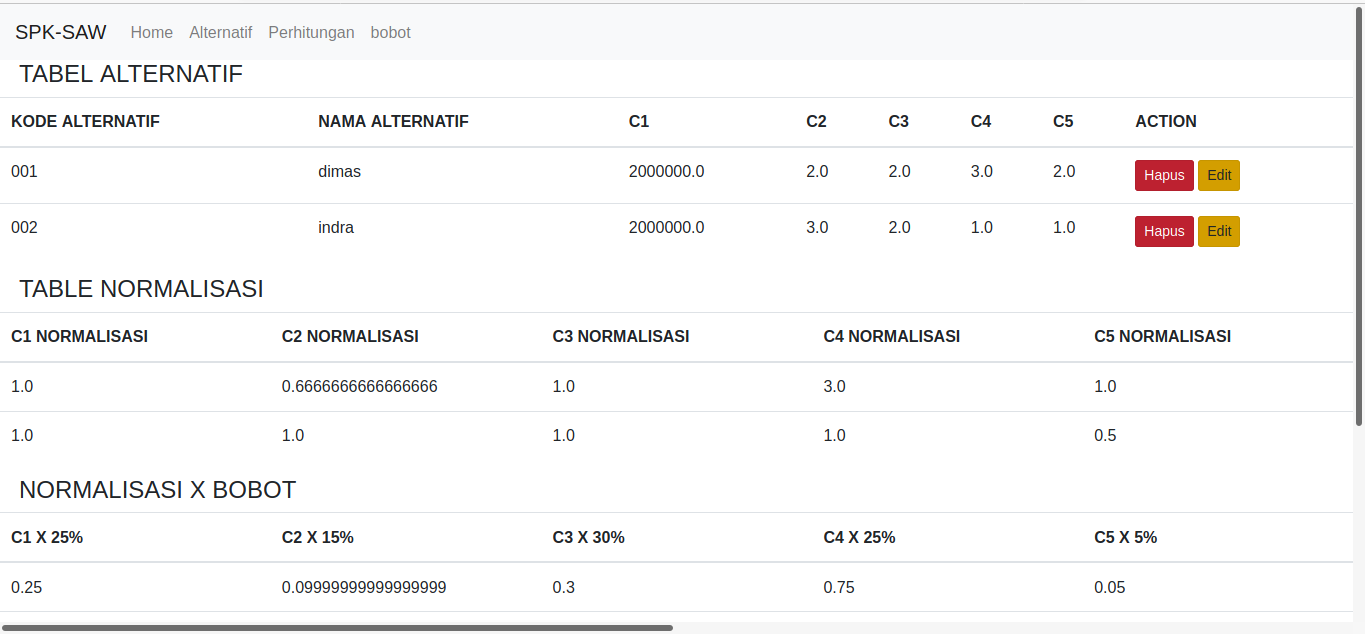 SPK-SAW Home Alternatif Perhitungan bobot
TABEL ALTERNATIF
KODE ALTERNATIF NAMA ALTERNATIF C1 C2 C3 C4 C5 ACTION
001 dimas 2000000.0 2.0 2.0 3.0 2.0 Hapus Edit
002 indra 2000000.0 3.0 2.0 1.0 1.0 Hapus Edit
TABLE NORMALISASI
C1 NORMALISASI C2 NORMALISASI C3 NORMALISASI C4 NORMALISASI C5 NORMALISASI
1.0 0.6666666666666666 1.0 3.0 1.0
1.0 1.0 1.0 1.0 0.5
NORMALISASI X BOBOT
C1 X 25% C2 X 15% C3 X 30% C4 X 25% C5 X 5%
0.25 0.09999999999999999 0.3 0.75 0.05